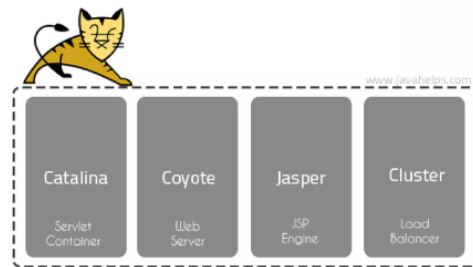 www.javahelps.com
Catalina
Servlet
Container
Coyote
Web
Server
Jasper
JSP
Engine
Cluster
Load
Balancer